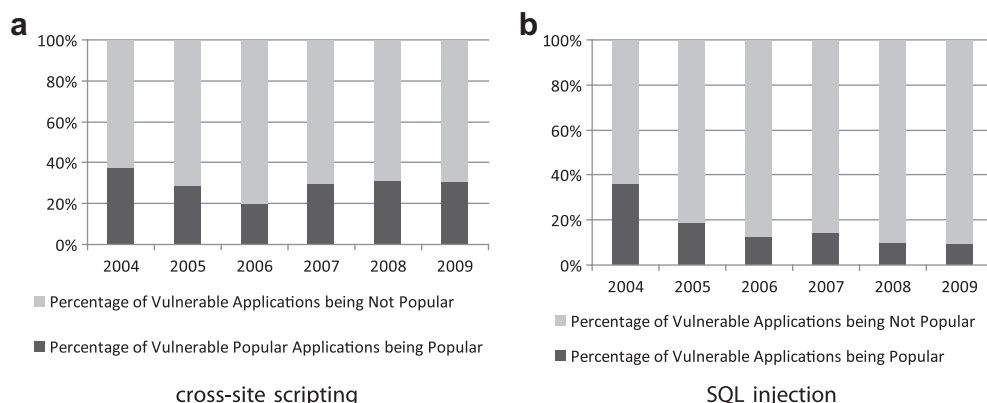 a
100%
80%
60%
40%
20%
0%
2004 2005 2006 2007 2008 2009
Percentage of Vulnerable Applications being Not Popular
Percentage of Vulnerable Popular Applications being Popular
cross-site scripting
b
100%
80%
60%
40%
20%
0%
2004 2005 2006 2007 2008 2009
Percentage of Vulnerable Applications being Not Popular
Percentage of Vulnerable Applications being Popular
SQL injection